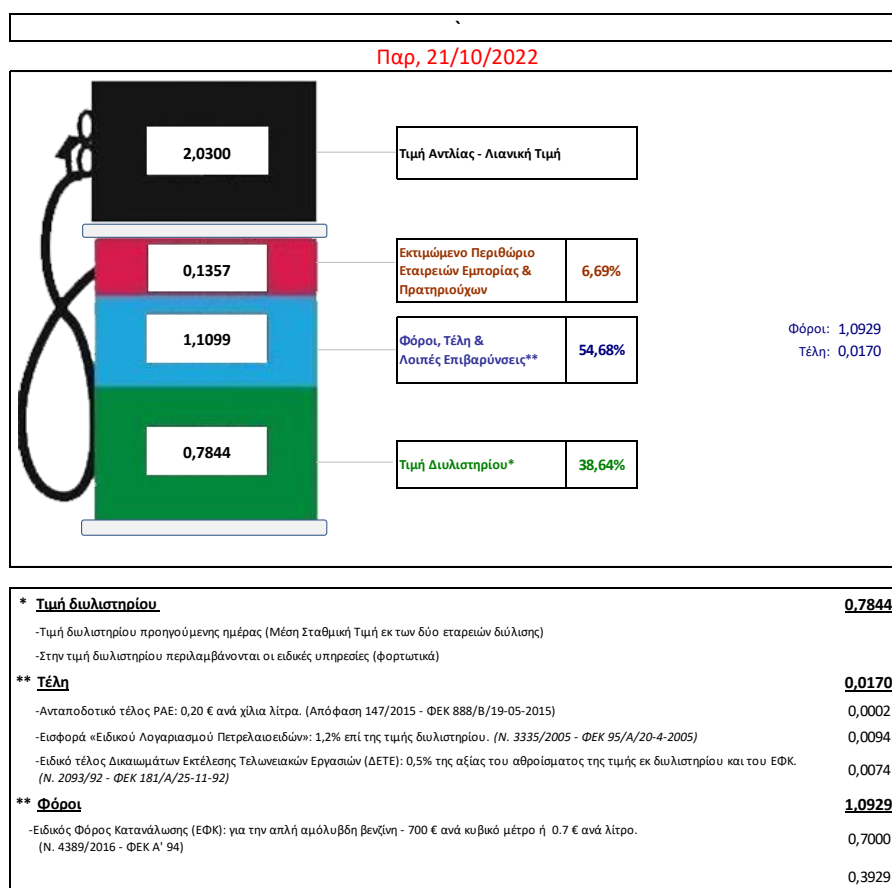 `
Παρ, 21/10/2022
2,0300
Τιμή Αντλίας - Λιανική Τιμή
0,1357
Εκτιμώμενο Περιθώριο
Εταιρειών Εμπορίας &
Πρατηριούχων
6,69%
1,1099
Φόροι, Τέλη &
Λοιπές Επιβαρύνσεις**
54,68%
Φόροι: 1,0929
Τέλη: 0,0170
0,7844
Τιμή Διυλιστηρίου*
38,64%
* Τιμή διυλιστηρίου 0,7844
-Τιμή διυλιστηρίου προηγούμενης ημέρας (Μέση Σταθμική Τιμή εκ των δύο εταρειών διύλισης)
-Στην τιμή διυλιστηρίου περιλαμβάνονται οι ειδικές υπηρεσίες (φορτωτικά)
** Τέλη 0,0170
-Ανταποδοτικό τέλος ΡΑΕ: 0,20 € ανά χίλια λίτρα. (Απόφαση 147/2015 - ΦΕΚ 888/Β/19-05-2015) 0,0002
-Εισφορά «Ειδικού Λογαριασμού Πετρελαιοειδών»: 1,2% επί της τιμής διυλιστηρίου. (Ν. 3335/2005 - ΦΕΚ 95/Α/20-4-2005) 0,0094
-Ειδικό τέλος Δικαιωμάτων Εκτέλεσης Τελωνειακών Εργασιών (ΔΕΤΕ): 0,5% της αξίας του αθροίσματος της τιμής εκ διυλιστηρίου και του ΕΦΚ. 0,0074
(Ν. 2093/92 - ΦΕΚ 181/Α/25-11-92)
** Φόροι 1,0929
-Ειδικός Φόρος Κατανάλωσης (ΕΦΚ): για την απλή αμόλυβδη βενζίνη - 700 € ανά κυβικό μέτρο ή 0.7 € ανά λίτρο. 0,7000
(Ν. 4389/2016 - ΦΕΚ Α' 94)
0,3929